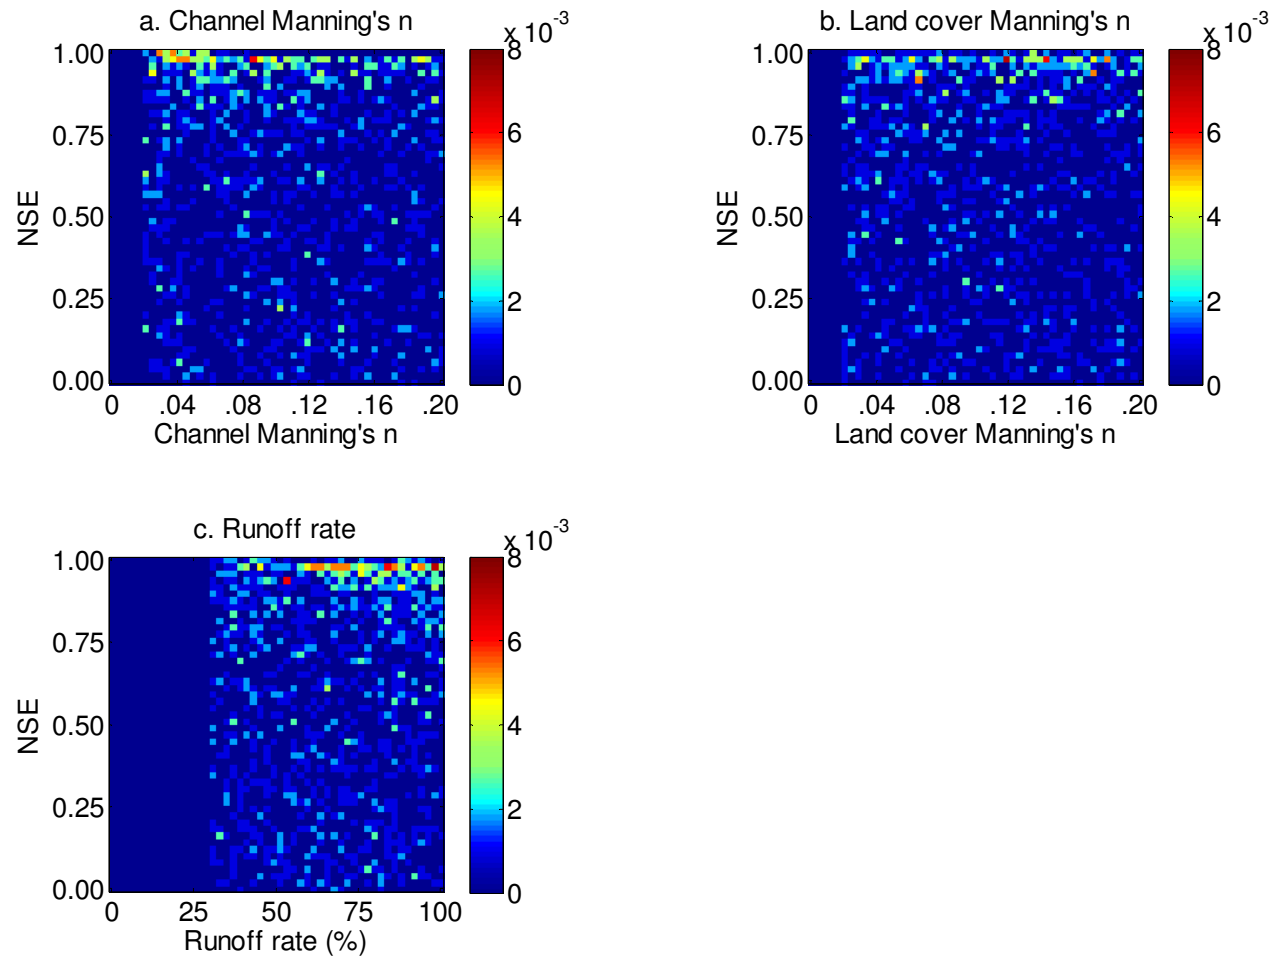 a. Channel Manning's n
x 10-3
1.00
0.75
0.50
0.25
0.00
NSE
0 .04 .08 .12 .16 .20
Channel Manning's n
8
6
4
2
0
b. Land cover Manning's n
x 10-3
1.00
0.75
0.50
0.25
0.00
NSE
0 .04 .08 .12 .16 .20
Land cover Manning's n
8
6
4
2
0
c. Runoff rate
x 10-3
1.00
0.75
0.50
0.25
0.00
NSE
0 25 50 75 100
Runoff rate (%)
8
6
4
2
0